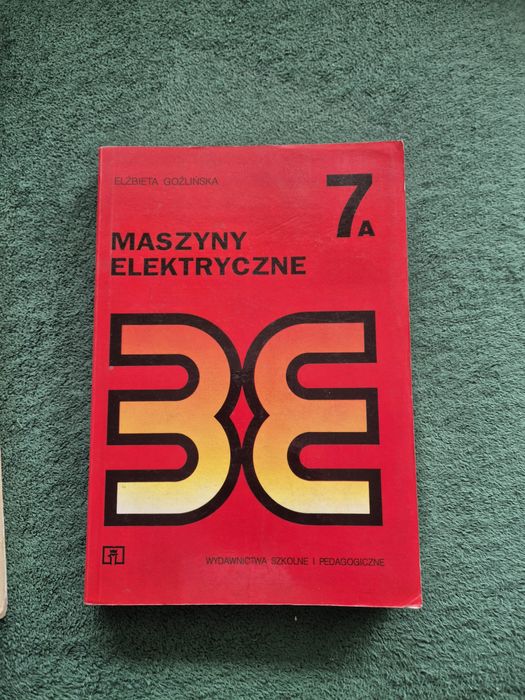 ELŻBIETA GOŹLIŃSKA
7A
MASZYNY
ELEKTRYCZNE
WYDAWNICTWA SZKOLNE I PEDAGOGICZNE